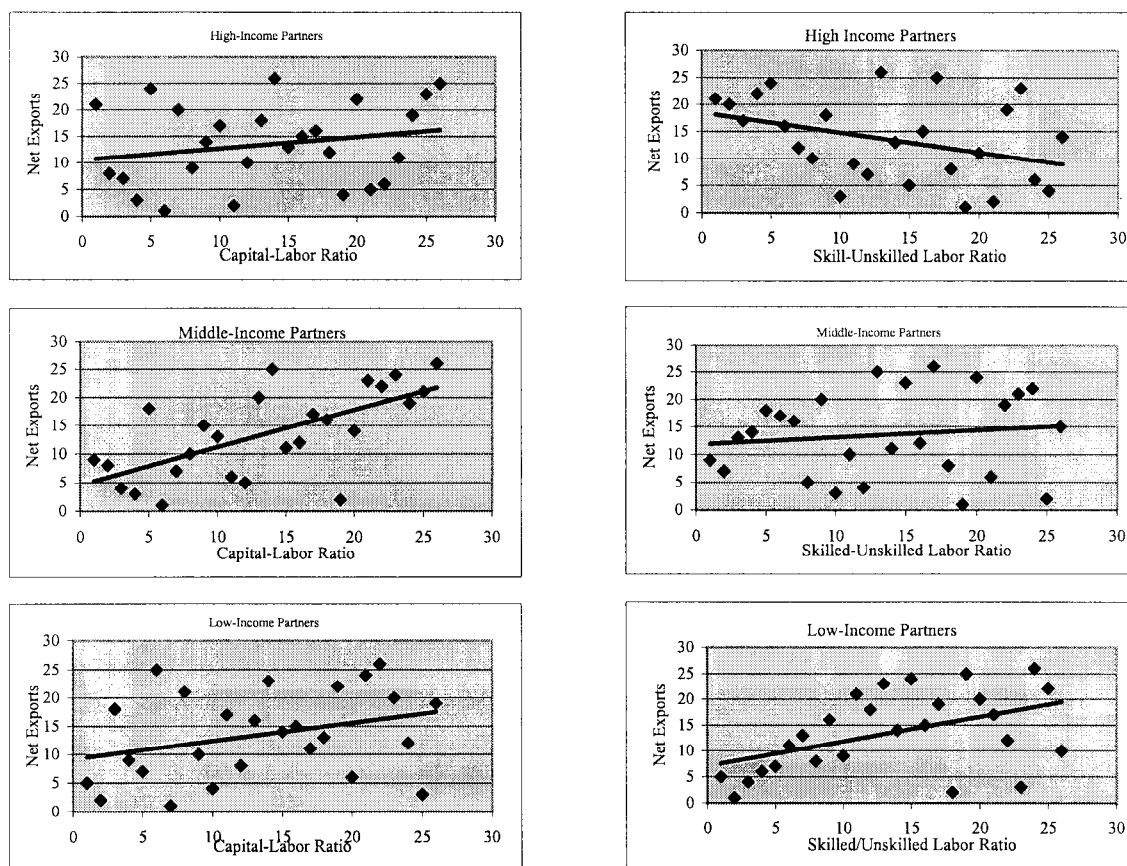 High-Income Partners
Net Exports
30
25
20
15
10
5
0
0 5 10 15 20 25 30
Capital-Labor Ratio
High Income Partners
Net Exports
30
25
20
15
10
5
0
0 5 10 15 20 25 30
Skill-Unskilled Labor Ratio
Middle-Income Partners
Net Exports
30
25
20
15
10
5
0
0 5 10 15 20 25 30
Capital-Labor Ratio
Middle-Income Partners
Net Exports
30
25
20
15
10
5
0
0 5 10 15 20 25 30
Skilled-Unskilled Labor Ratio
Low-Income Partners
Net Exports
30
25
20
15
10
5
0
0 5 10 15 20 25 30
Capital-Labor Ratio
Low-Income Partners
Net Exports
30
25
20
15
10
5
0
0 5 10 15 20 25 30
Skilled/Unskilled Labor Ratio